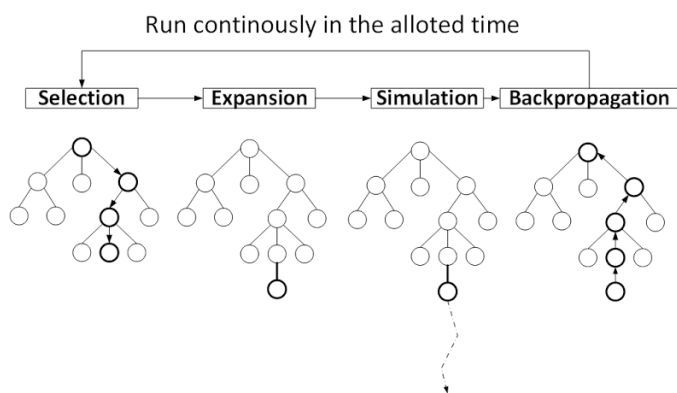 Run continously in the alloted time
Selection
Expansion
Simulation
Backpropagation